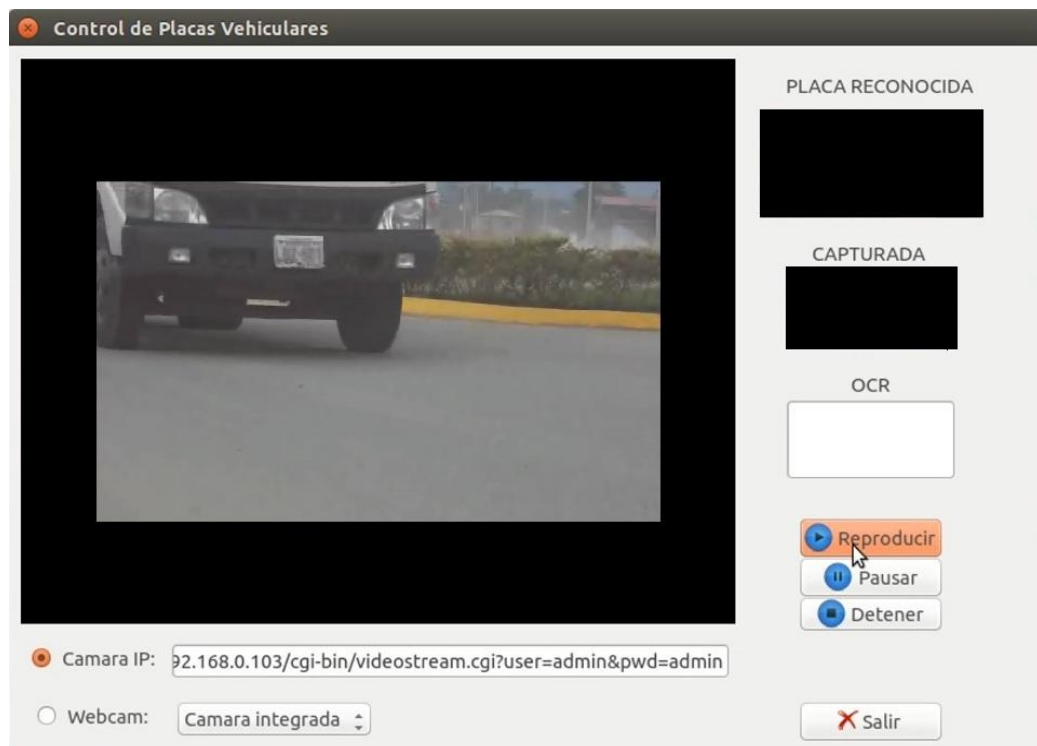 Control de Placas Vehiculares
PLACA RECONOCIDA
CAPTURADA
OCR
Reproducir
Pausar
Detener
Camara IP: 92.168.0.103/cgi-bin/videostream.cgi?user=admin&pwd=admin
Webcam: Camara integrada
Salir